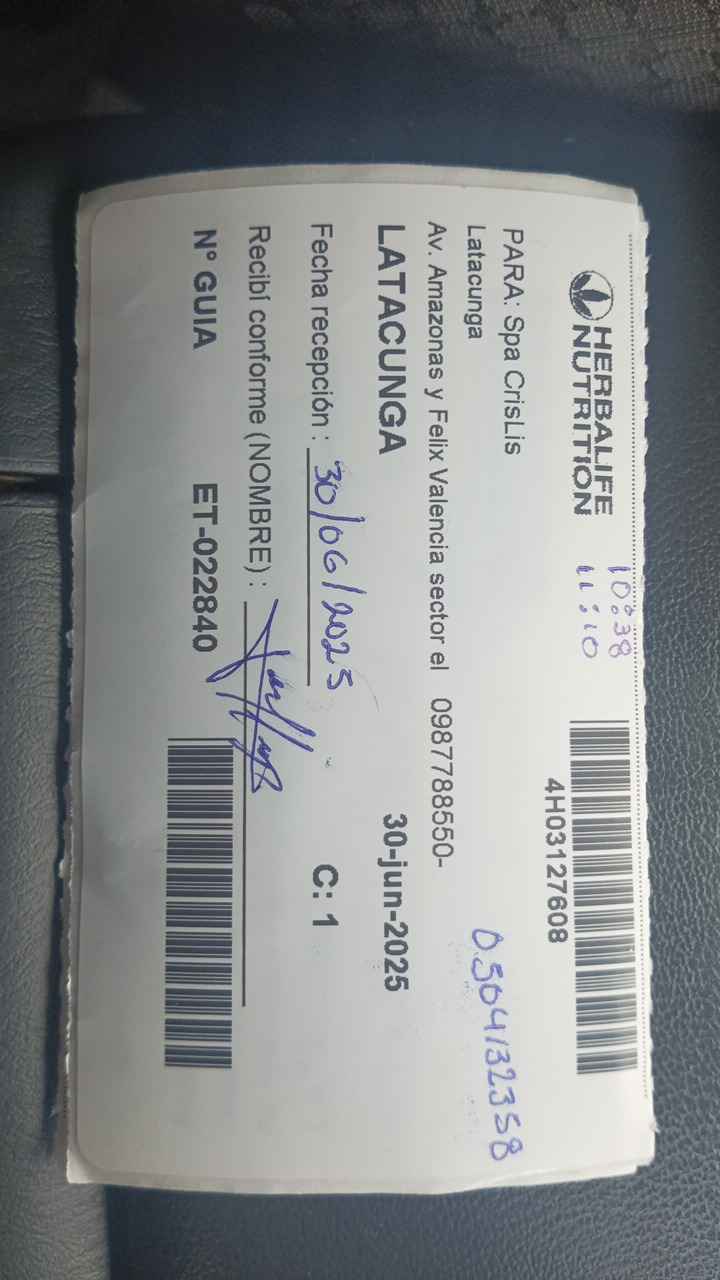 HERBALIFE
NUTRITION
10:38
11:10
4H03127608
PARA: Spa CrisLis
Latacunga
0504132358
Av. Amazonas y Felix Valencia sector el 0987788550-
LATACUNGA 30-jun-2025
Fecha recepción : 30/06/2025 C: 1
Recibí conforme (NOMBRE) :
N° GUIA ET-022840